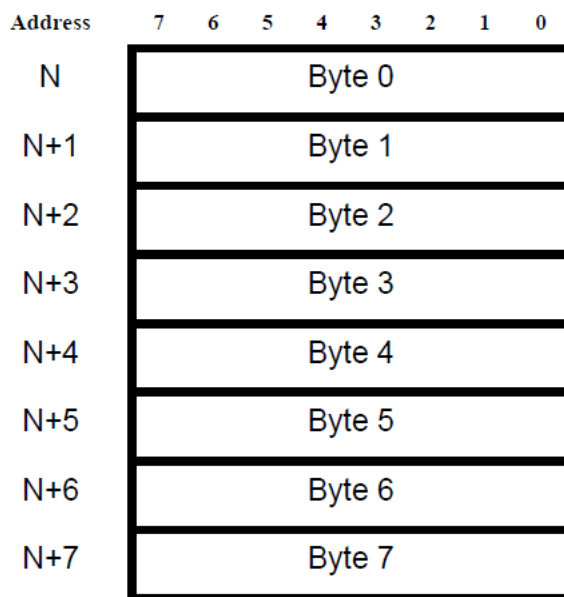 Address 7 6 5 4 3 2 1 0
N Byte 0
N+1 Byte 1
N+2 Byte 2
N+3 Byte 3
N+4 Byte 4
N+5 Byte 5
N+6 Byte 6
N+7 Byte 7